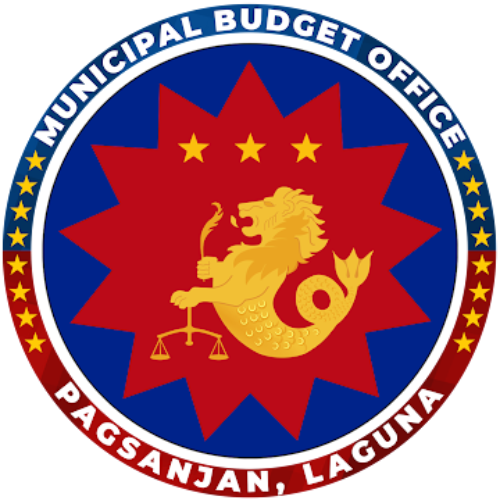 MUNICIPAL BUDGET OFFICE
PAGSANJAN, LAGUNA